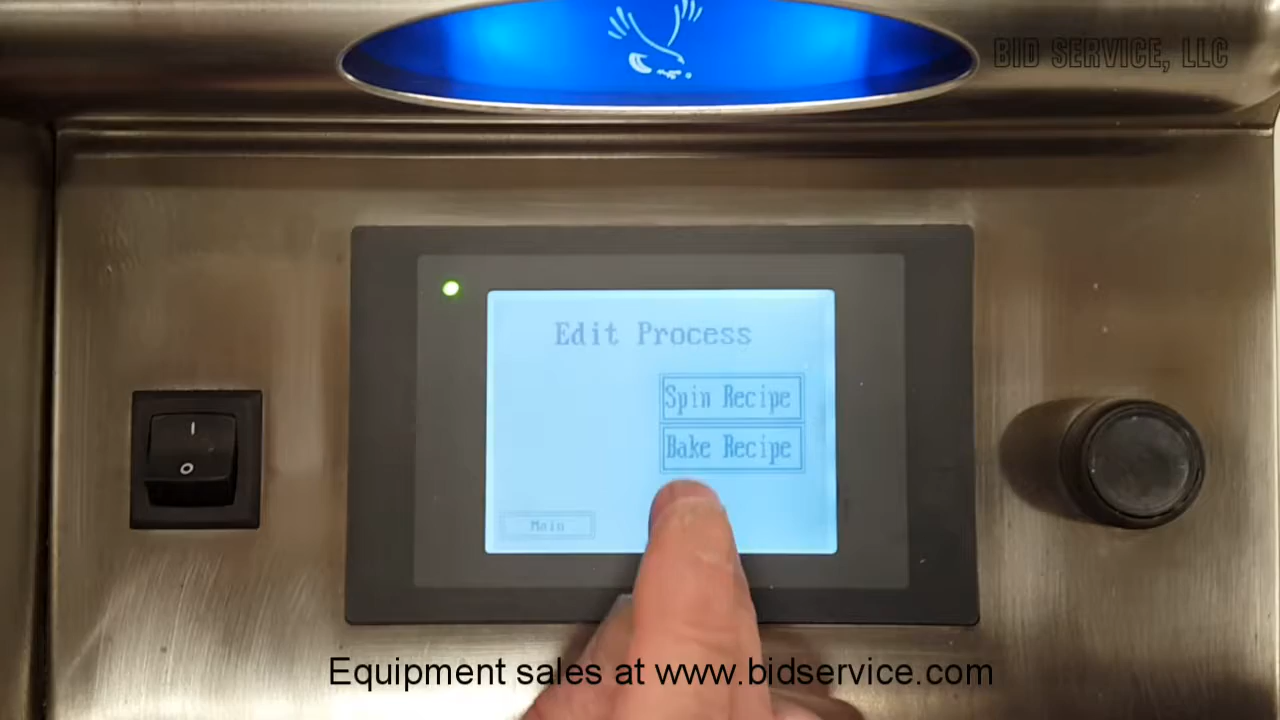 BID SERVICE, LLC
Edit Process
Spin Recipe
Bake Recipe
Main
I
O
Equipment sales at www.bidservice.com